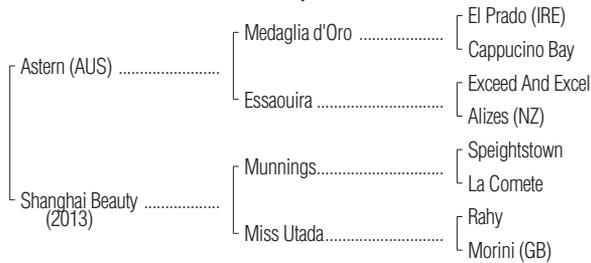 El Prado (IRE)
Medaglia d'Oro ..................
Cappucino Bay
Astern (AUS) ......................
Exceed And Excel
Essaouira ...........................
Alizes (NZ)
Speightstown
Munnings...........................
La Comete
Shanghai Beauty ................
(2013)
Rahy
Miss Utada.........................
Morini (GB)